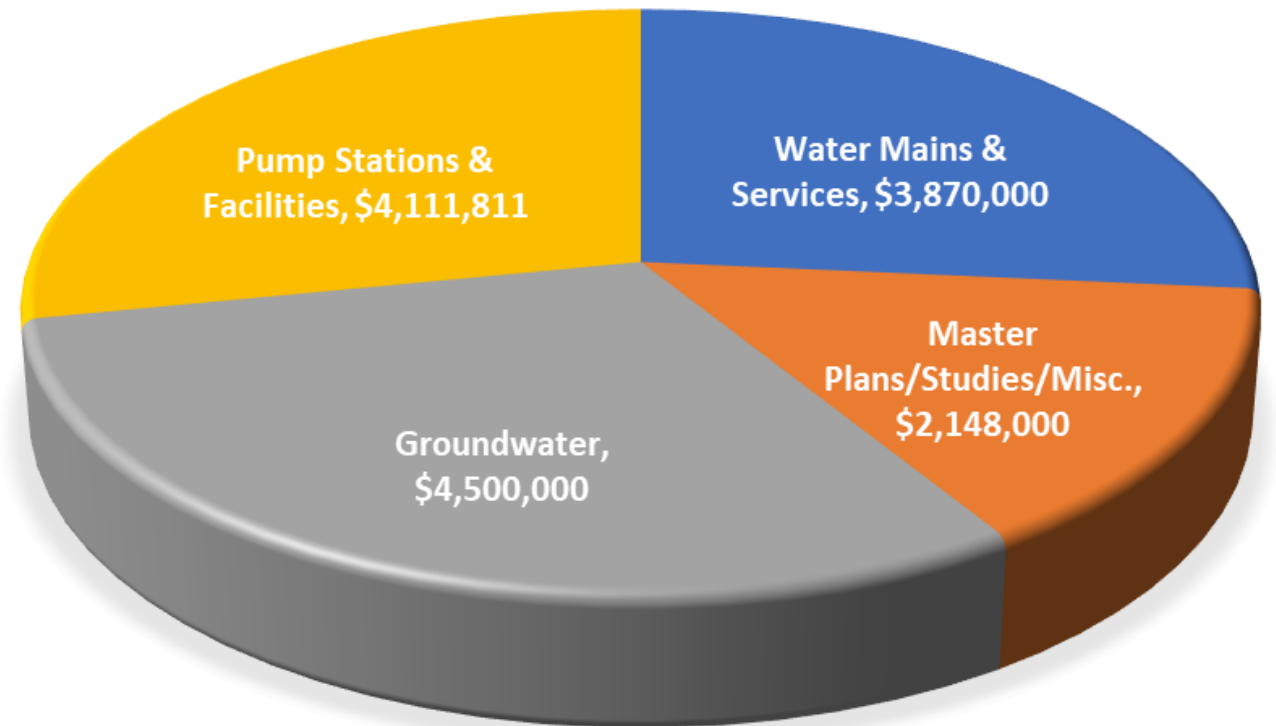 Pump Stations &
Facilities, $4,111,811
Water Mains &
Services, $3,870,000
Master
Plans/Studies/Misc.,
$2,148,000
Groundwater,
$4,500,000